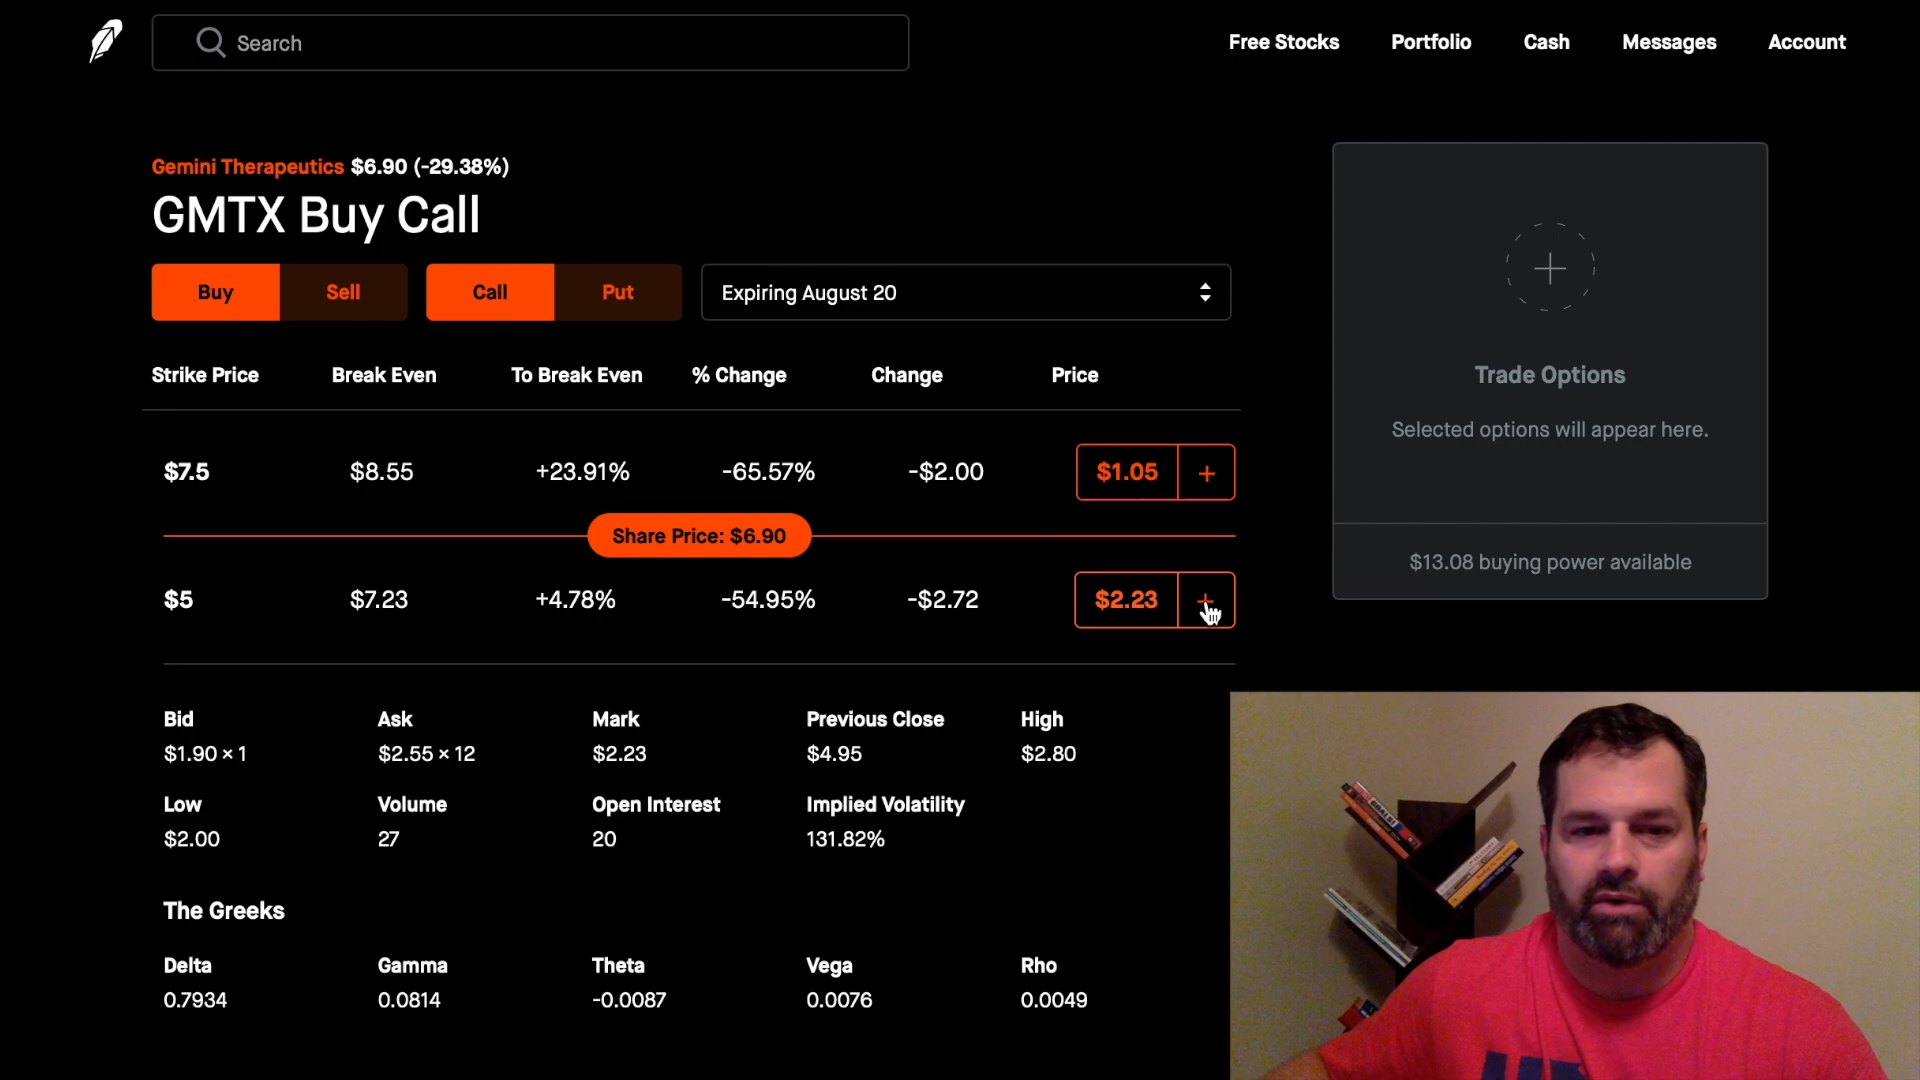 Search
Free Stocks Portfolio Cash Messages Account
Gemini Therapeutics $6.90 (-29.38%)
GMTX Buy Call
Buy Sell Call Put Expiring August 20
Strike Price Break Even To Break Even % Change Change Price
$7.5 $8.55 +23.91% -65.57% -$2.00 $1.05 +
Share Price: $6.90
$5 $7.23 +4.78% -54.95% -$2.72 $2.23 +
Trade Options
Selected options will appear here.
$13.08 buying power available
Bid Ask Mark Previous Close High
$1.90 × 1 $2.55 × 12 $2.23 $4.95 $2.80
Low Volume Open Interest Implied Volatility
$2.00 27 20 131.82%
The Greeks
Delta Gamma Theta Vega Rho
0.7934 0.0814 -0.0087 0.0076 0.0049
GOALS!